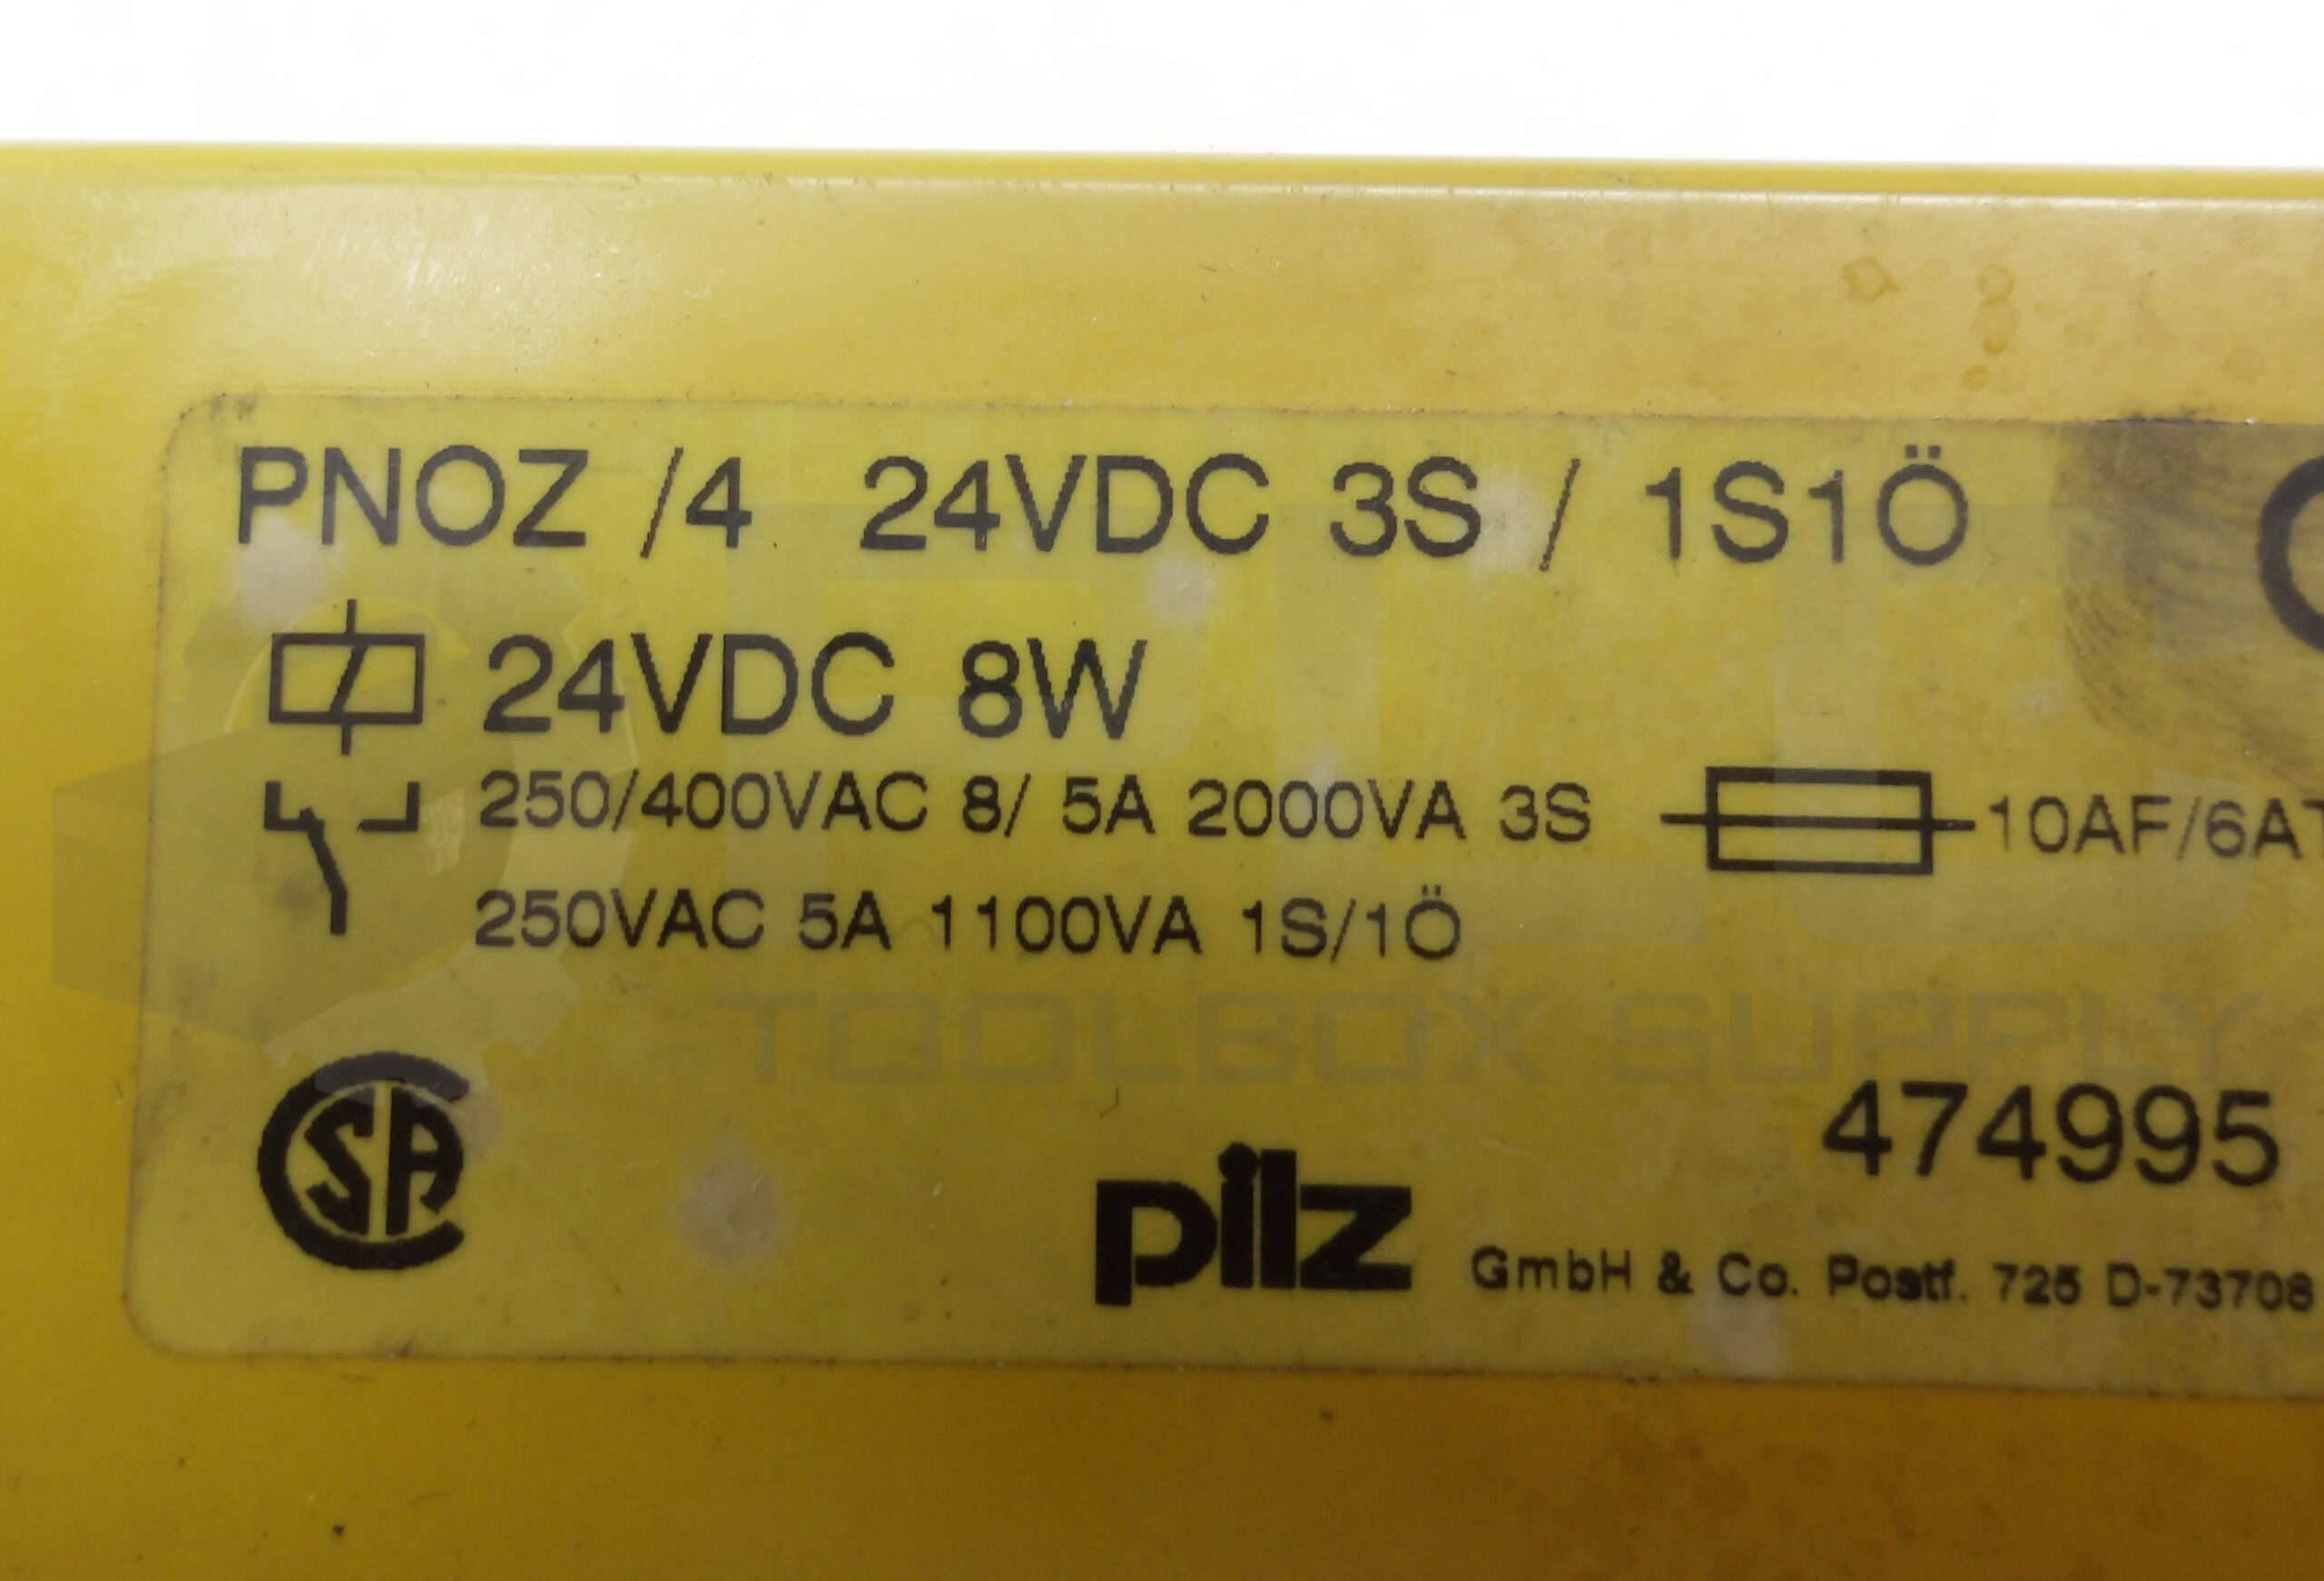 PNOZ /4 24VDC 3S / 1S1Ö
24VDC 8W
250/400VAC 8/ 5A 2000VA 3S 10AF/6AT
250VAC 5A 1100VA 1S/1Ö
TOOLBOX SUPPLY
474995
CSA
pilz GmbH & Co. Postf. 725 D-73708